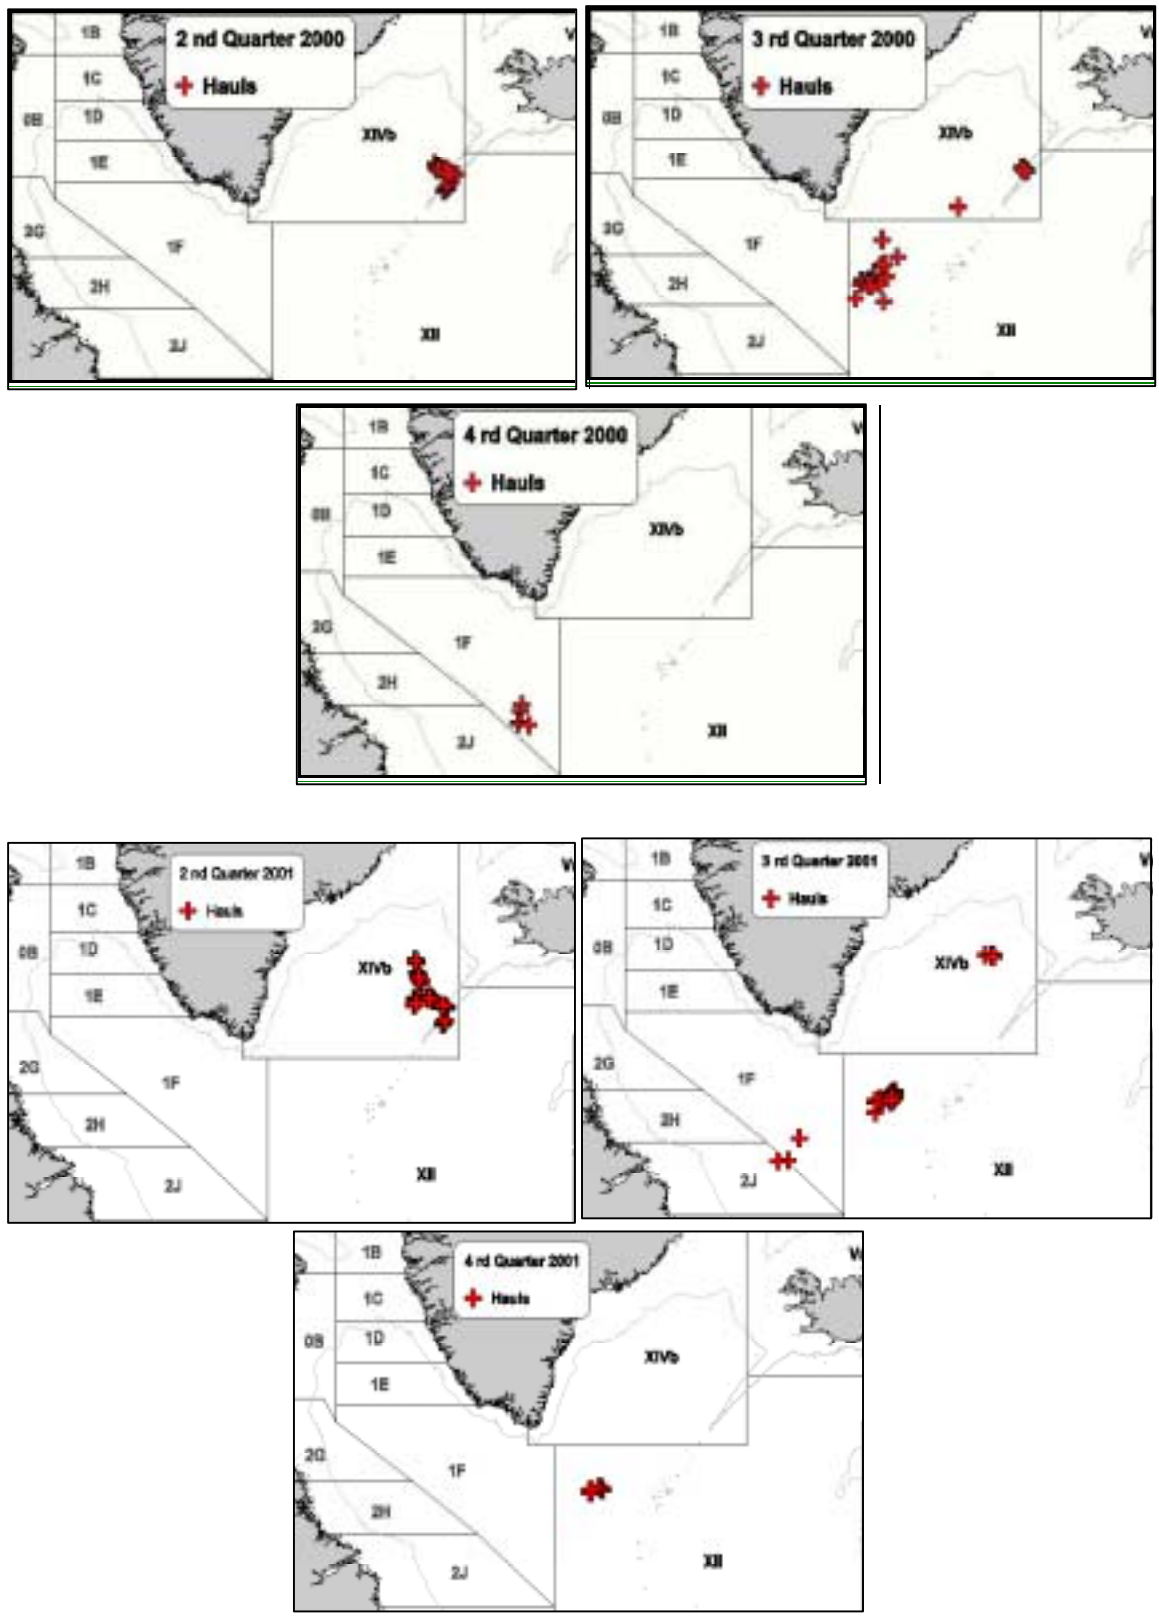 2 nd Quarter 2000
Hauls
1B
1C
0B
1D
1E
XIVb
2G
1F
2H
2J
XII
V
3 rd Quarter 2000
Hauls
1B
1C
0B
1D
1E
XIVb
2G
1F
2H
2J
XII
V
4 rd Quarter 2000
Hauls
1B
1C
0B
1D
1E
XIVb
2G
1F
2H
2J
XII
V
2 nd Quarter 2001
Hauls
1B
1C
0B
1D
1E
XIVb
2G
1F
2H
2J
XII
V
3 rd Quarter 2001
Hauls
1B
1C
0B
1D
1E
XIVb
2G
1F
2H
2J
XII
V
4 rd Quarter 2001
Hauls
1B
1C
0B
1D
1E
XIVb
2G
1F
2H
2J
XII
V